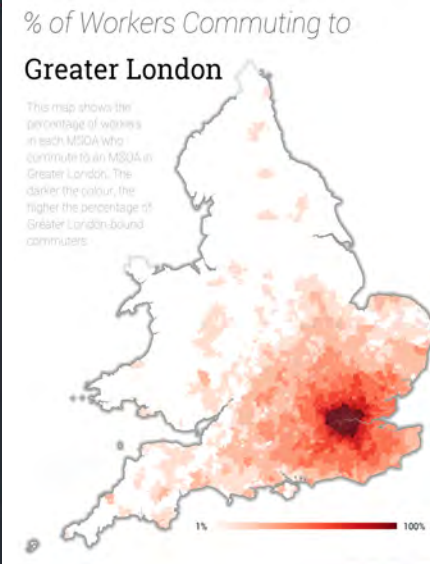 % of Workers Commuting to
Greater London
This map shows the
percentage of workers
in each MSOA who
commute to an MSOA in
Greater London. The
darker the colour, the
higher the percentage of
Greater London-bound
commuters.
1%
100%